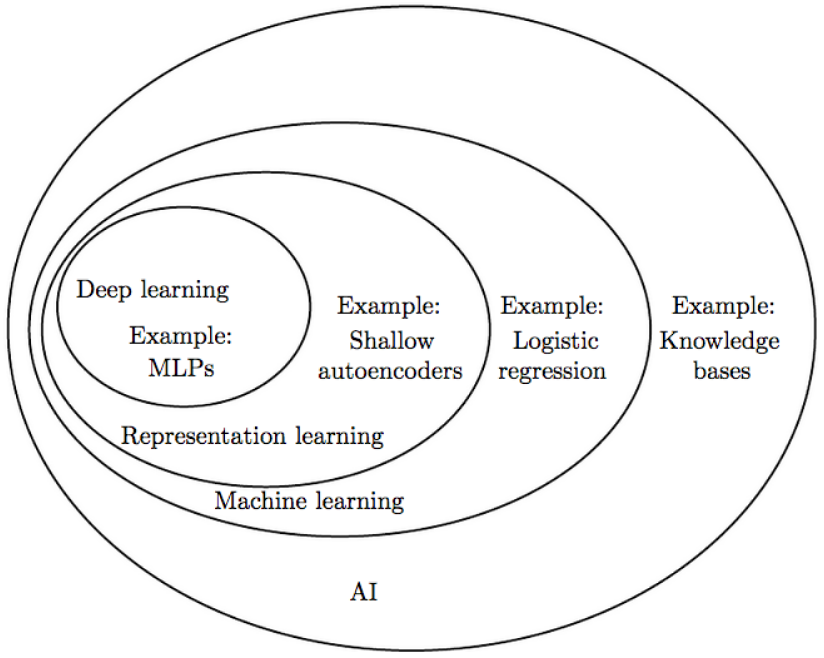 Deep learning
Example:
MLPs
Example:
Shallow
autoencoders
Example:
Logistic
regression
Example:
Knowledge
bases
Representation learning
Machine learning
AI